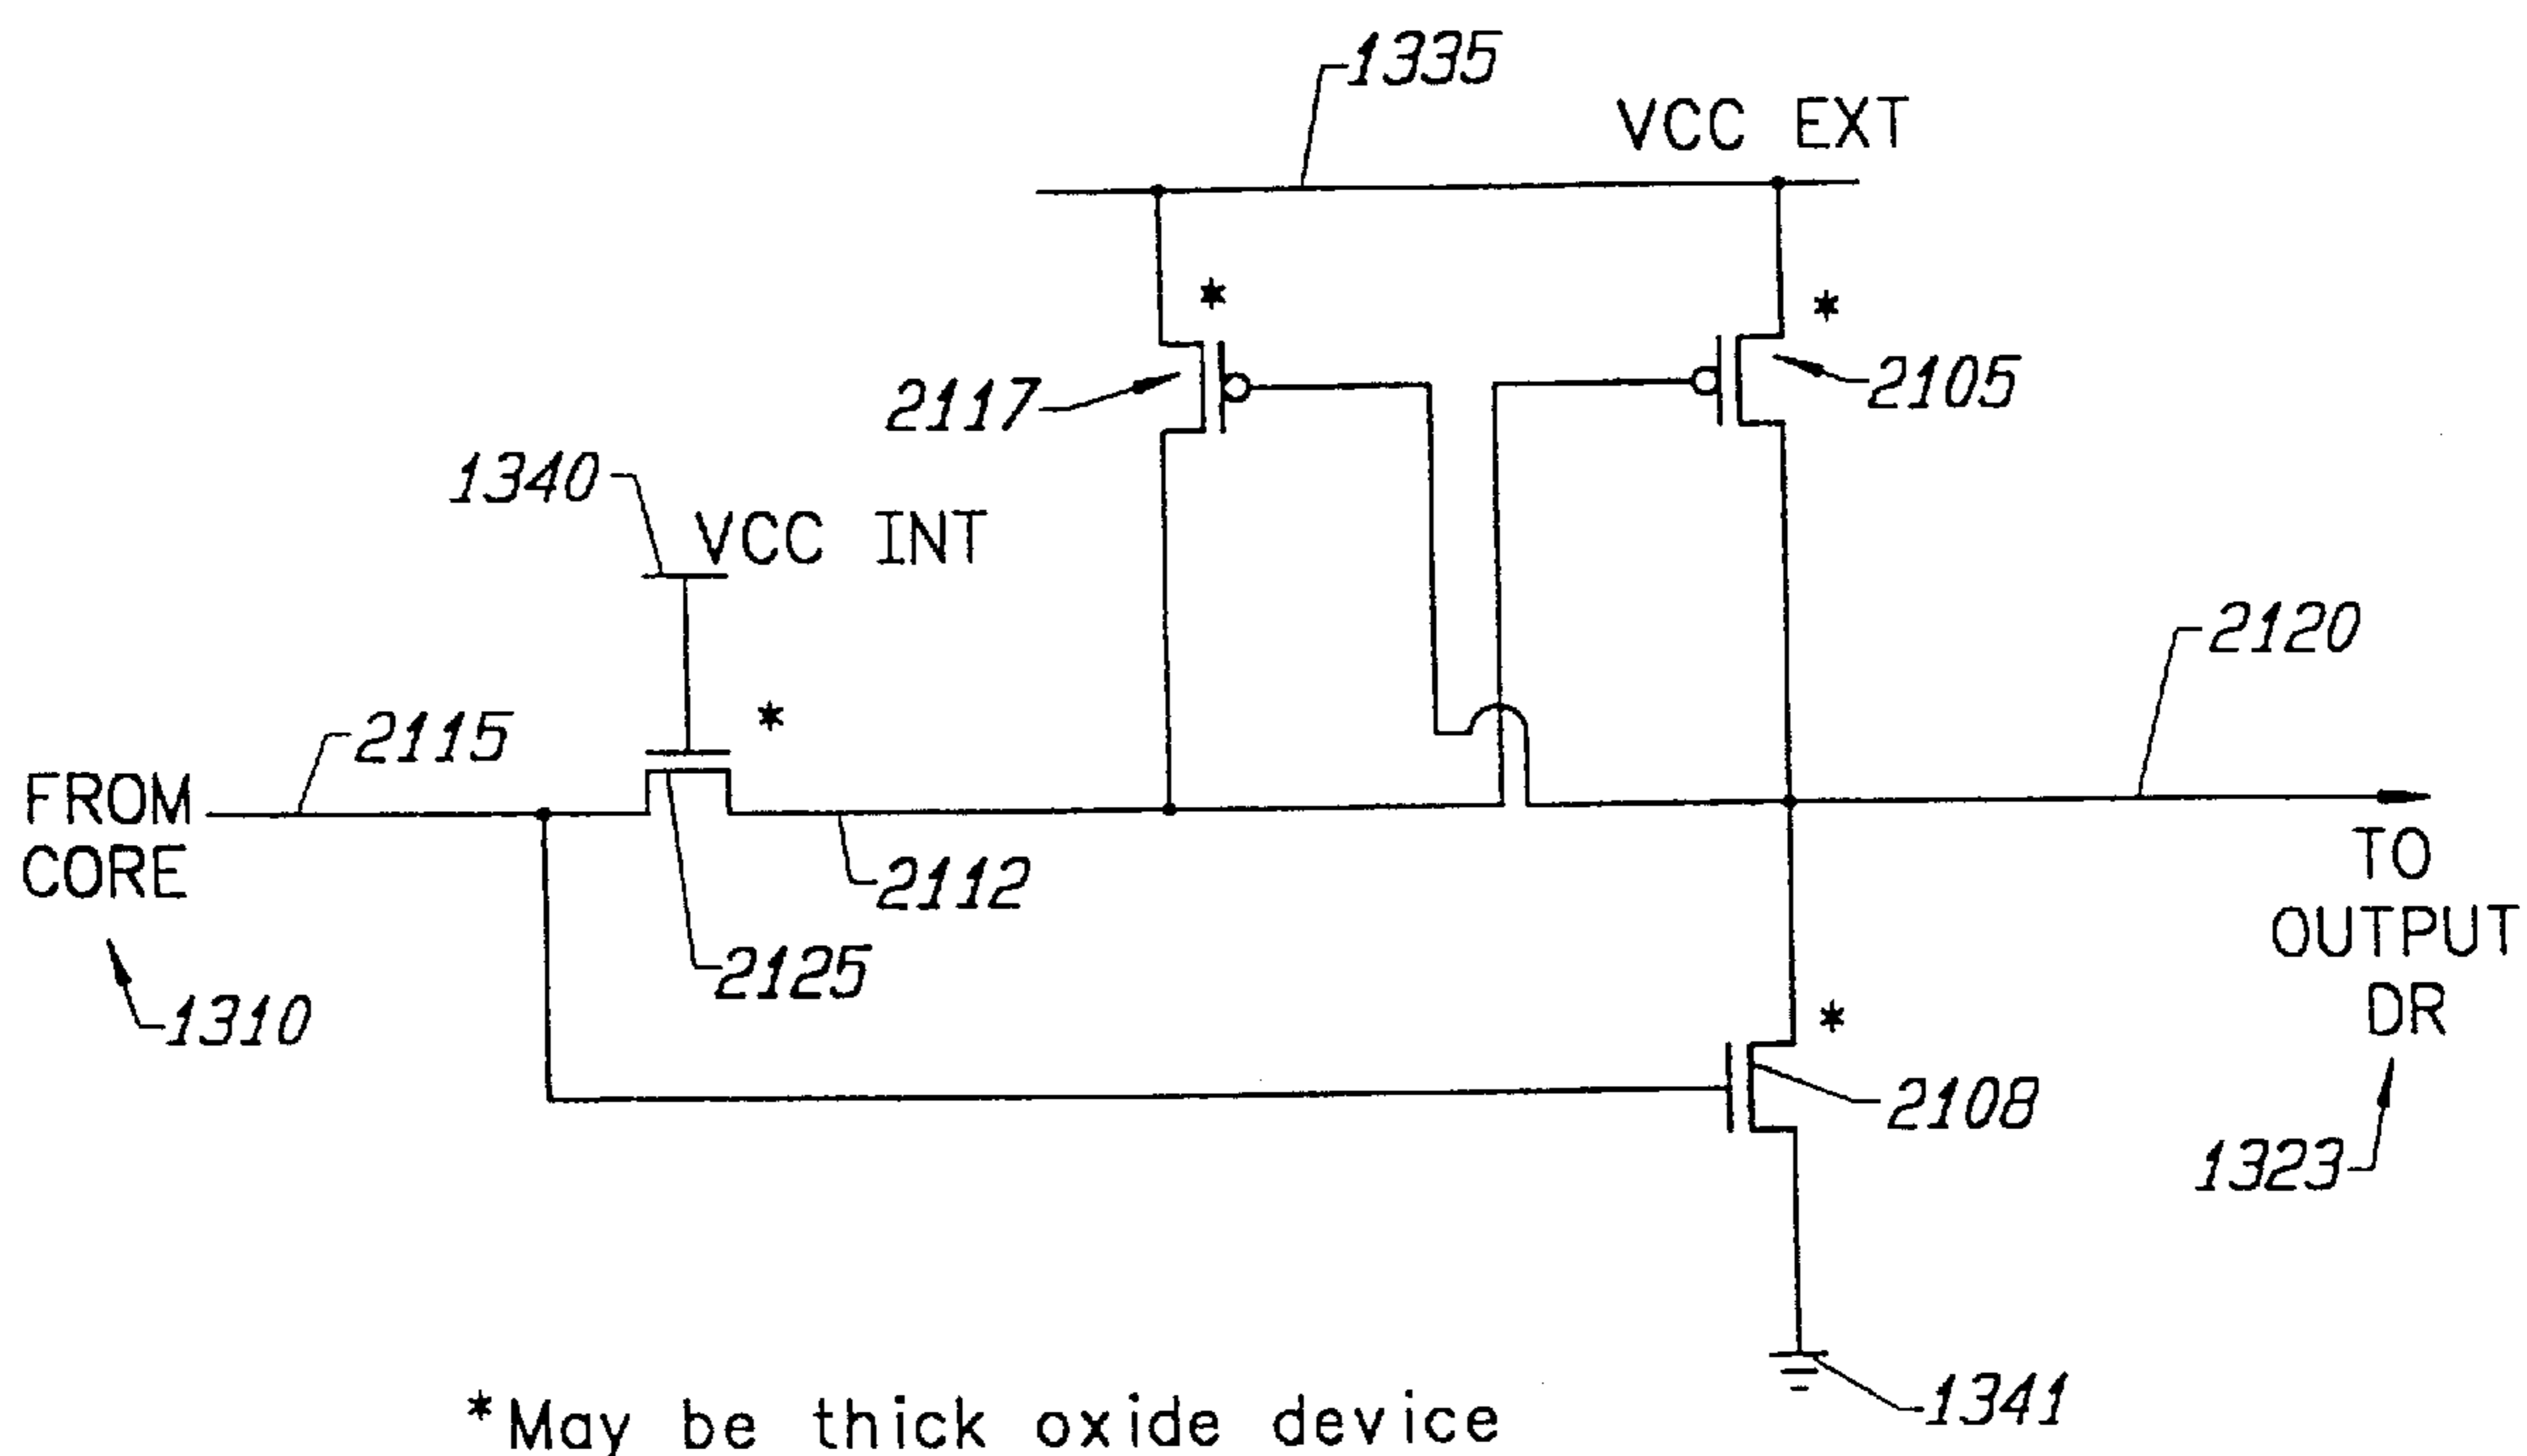 1335
VCC EXT
*
*
2117
2105
1340
VCC INT
2120
*
2115
FROM
CORE
2112
TO
OUTPUT
DR
2125
1310
*
2108
1323
1341
*May be thick oxide device